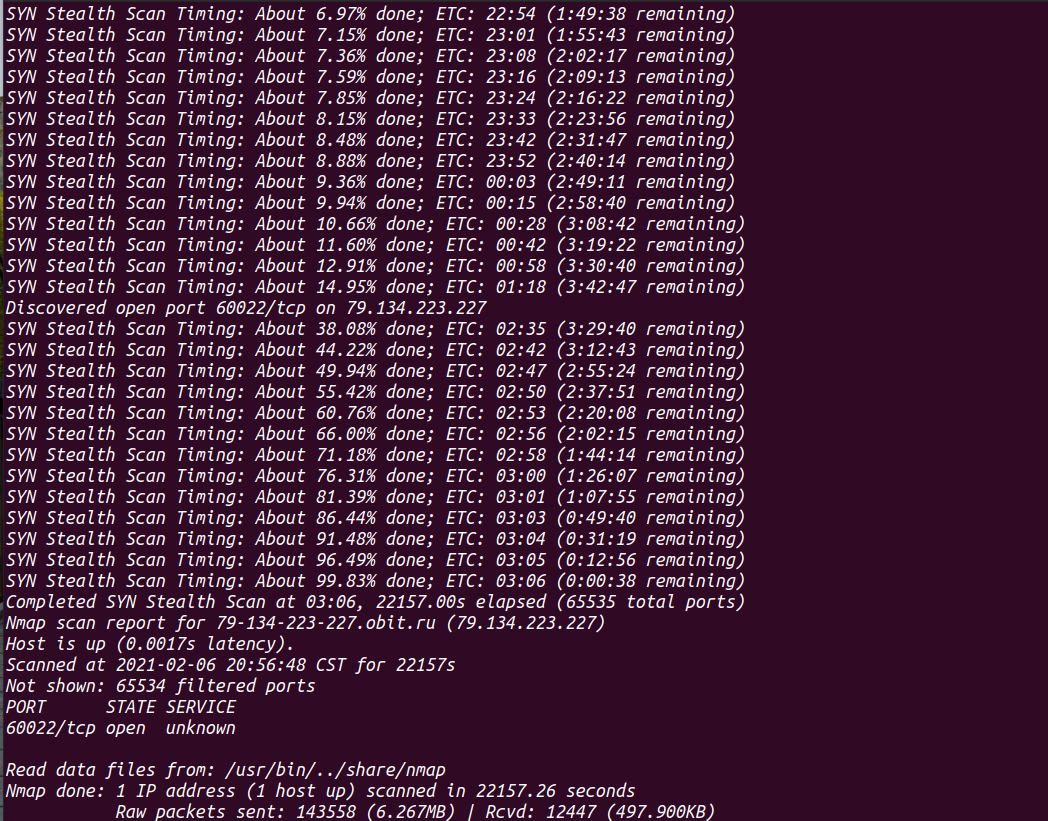 SYN Stealth Scan Timing: About 6.97% done; ETC: 22:54 (1:49:38 remaining)
SYN Stealth Scan Timing: About 7.15% done; ETC: 23:01 (1:55:43 remaining)
SYN Stealth Scan Timing: About 7.36% done; ETC: 23:08 (2:02:17 remaining)
SYN Stealth Scan Timing: About 7.59% done; ETC: 23:16 (2:09:13 remaining)
SYN Stealth Scan Timing: About 7.85% done; ETC: 23:24 (2:16:22 remaining)
SYN Stealth Scan Timing: About 8.15% done; ETC: 23:33 (2:23:56 remaining)
SYN Stealth Scan Timing: About 8.48% done; ETC: 23:42 (2:31:47 remaining)
SYN Stealth Scan Timing: About 8.88% done; ETC: 23:52 (2:40:14 remaining)
SYN Stealth Scan Timing: About 9.36% done; ETC: 00:03 (2:49:11 remaining)
SYN Stealth Scan Timing: About 9.94% done; ETC: 00:15 (2:58:40 remaining)
SYN Stealth Scan Timing: About 10.66% done; ETC: 00:28 (3:08:42 remaining)
SYN Stealth Scan Timing: About 11.60% done; ETC: 00:42 (3:19:22 remaining)
SYN Stealth Scan Timing: About 12.91% done; ETC: 00:58 (3:30:40 remaining)
SYN Stealth Scan Timing: About 14.95% done; ETC: 01:18 (3:42:47 remaining)
Discovered open port 60022/tcp on 79.134.223.227
SYN Stealth Scan Timing: About 38.08% done; ETC: 02:35 (3:29:40 remaining)
SYN Stealth Scan Timing: About 44.22% done; ETC: 02:42 (3:12:43 remaining)
SYN Stealth Scan Timing: About 49.94% done; ETC: 02:47 (2:55:24 remaining)
SYN Stealth Scan Timing: About 55.42% done; ETC: 02:50 (2:37:51 remaining)
SYN Stealth Scan Timing: About 60.76% done; ETC: 02:53 (2:20:08 remaining)
SYN Stealth Scan Timing: About 66.00% done; ETC: 02:56 (2:02:15 remaining)
SYN Stealth Scan Timing: About 71.18% done; ETC: 02:58 (1:44:14 remaining)
SYN Stealth Scan Timing: About 76.31% done; ETC: 03:00 (1:26:07 remaining)
SYN Stealth Scan Timing: About 81.39% done; ETC: 03:01 (1:07:55 remaining)
SYN Stealth Scan Timing: About 86.44% done; ETC: 03:03 (0:49:40 remaining)
SYN Stealth Scan Timing: About 91.48% done; ETC: 03:04 (0:31:19 remaining)
SYN Stealth Scan Timing: About 96.49% done; ETC: 03:05 (0:12:56 remaining)
SYN Stealth Scan Timing: About 99.83% done; ETC: 03:06 (0:00:38 remaining)
Completed SYN Stealth Scan at 03:06, 22157.00s elapsed (65535 total ports)
Nmap scan report for 79-134-223-227.obit.ru (79.134.223.227)
Host is up (0.0017s latency).
Scanned at 2021-02-06 20:56:48 CST for 22157s
Not shown: 65534 filtered ports
PORT      STATE SERVICE
60022/tcp open  unknown
Read data files from: /usr/bin/../share/nmap
Nmap done: 1 IP address (1 host up) scanned in 22157.26 seconds
Raw packets sent: 143558 (6.267MB) | Rcvd: 12447 (497.900KB)